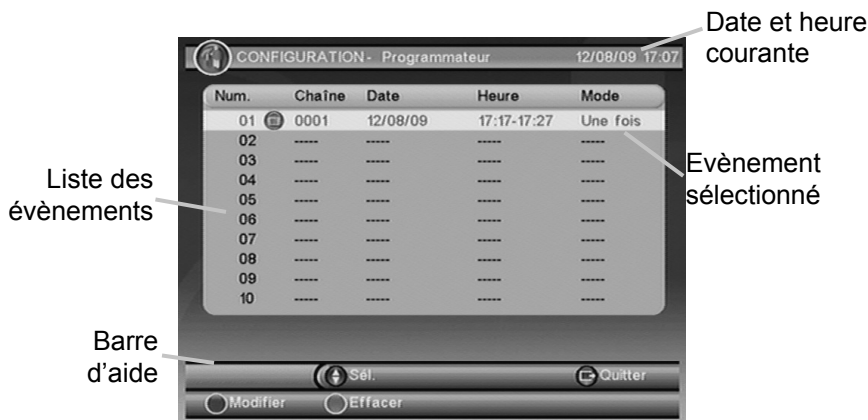 Date et heure
courante
CONFIGURATION - Programmateur 12/08/09 17:07
Num. Chaîne Date Heure Mode
01 0001 12/08/09 17:17-17:27 Une fois
02 ----- ----- ----- -----
03 ----- ----- ----- -----
04 ----- ----- ----- -----
05 ----- ----- ----- -----
06 ----- ----- ----- -----
07 ----- ----- ----- -----
08 ----- ----- ----- -----
09 ----- ----- ----- -----
10 ----- ----- ----- -----
Evènement
sélectionné
Liste des
évènements
Barre
d'aide
Sél. Quitter
Modifier Effacer